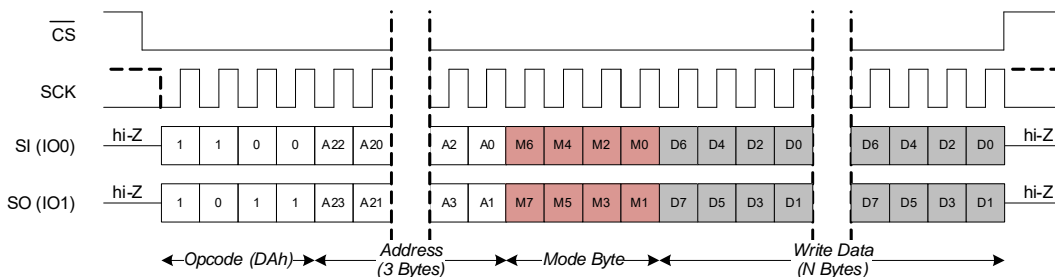 CS
SCK
SI (IO0) hi-Z 1 1 0 0 A22 A20 A2 A0 M6 M4 M2 M0 D6 D4 D2 D0 D6 D4 D2 D0 hi-Z
SO (IO1) hi-Z 1 0 1 1 A23 A21 A3 A1 M7 M5 M3 M1 D7 D5 D3 D1 D7 D5 D3 D1 hi-Z
Opcode (DAh) Address Mode Byte Write Data
(3 Bytes) (N Bytes)